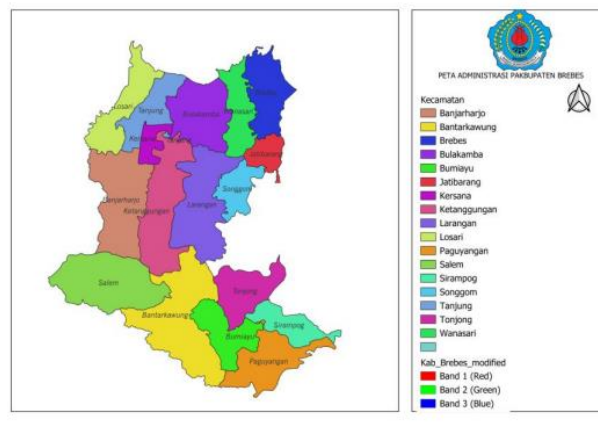 PETA ADMINISTRASI PAKBUPATEN BREBES
Kecamatan
Banjarharjo
Bantarkawung
Brebes
Bulakamba
Bumiayu
Jatibarang
Kersana
Ketanggungan
Larangan
Losari
Paguyangan
Salem
Sirampog
Songgom
Tanjung
Tonjong
Wanasari
Kab_Brebes_modified
Band 1 (Red)
Band 2 (Green)
Band 3 (Blue)
Losari
Tanjung
Bulakamba
Wanasari
Jatibarang
Songgom
Banjarharjo
Ketanggungan
Larangan
Salem
Tonjong
Bantarkawung
Sirampog
Bumiayu
Paguyangan